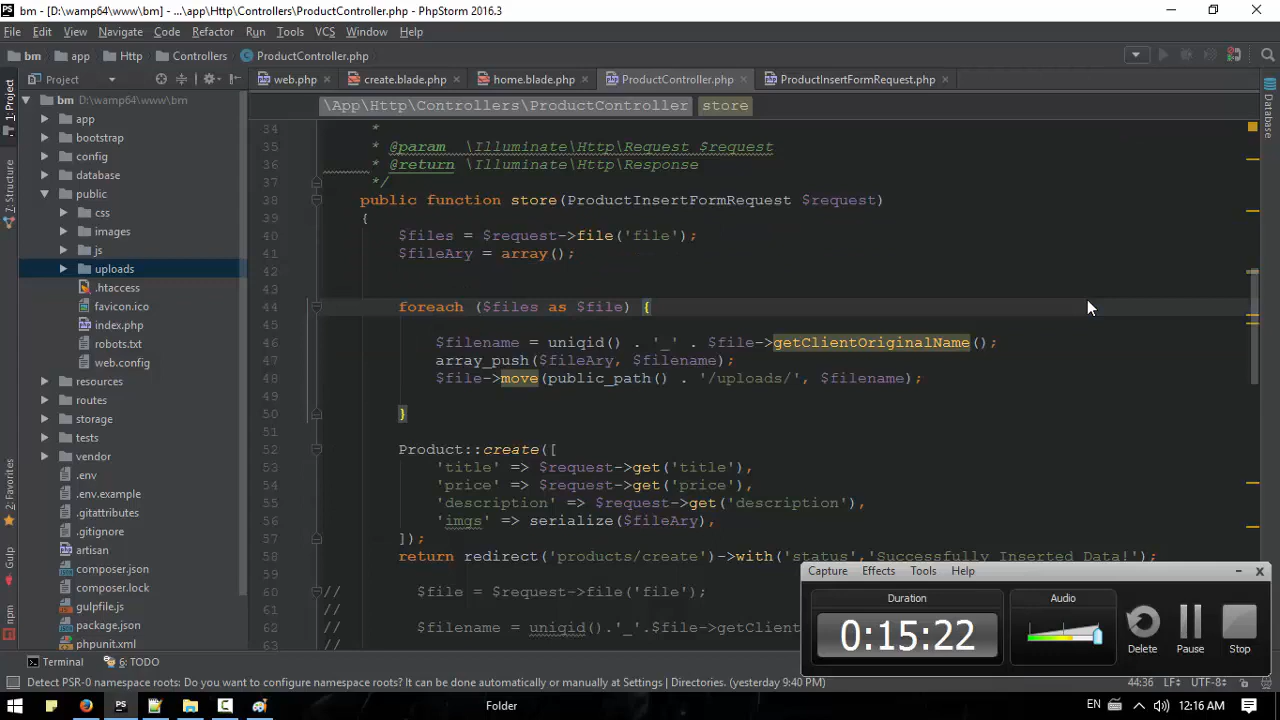 bm - [D:\wamp64\www\bm] - ...\app\Http\Controllers\ProductController.php - PhpStorm 2016.3
File Edit View Navigate Code Refactor Run Tools VCS Window Help
bm app Http Controllers ProductController.php
Project web.php create.blade.php home.blade.php ProductController.php ProductInsertFormRequest.php
\App\Http\Controllers\ProductController store
1: Project
7: Structure
2: Favorites
Gulp
npm
Database
bm D:\wamp64\www\bm
app
bootstrap
config
database
public
css
images
js
uploads
.htaccess
favicon.ico
index.php
robots.txt
web.config
resources
routes
storage
tests
vendor
.env
.env.example
.gitattributes
.gitignore
artisan
composer.json
composer.lock
gulpfile.js
package.json
phpunit.xml
34 *
35 * @param \Illuminate\Http\Request $request
36 * @return \Illuminate\Http\Response
37 */
38 public function store(ProductInsertFormRequest $request)
39 {
40 $files = $request->file('file');
41 $fileAry = array();
42
43
44 foreach ($files as $file) {
45
46 $filename = uniqid() . '_' . $file->getClientOriginalName();
47 array_push($fileAry, $filename);
48 $file->move(public_path() . '/uploads/', $filename);
49
50 }
51
52 Product::create([
53 'title' => $request->get('title'),
54 'price' => $request->get('price'),
55 'description' => $request->get('description'),
56 'imgs' => serialize($fileAry),
57 ]);
58 return redirect('products/create')->with('status','Successfully Inserted Data!');
59
60 // $file = $request->file('file');
61 //
62 // $filename = uniqid().'_'.$file->getClient
63 //
Capture Effects Tools Help
Duration
0:15:22
Audio
Delete Pause Stop
Terminal 6: TODO
Detect PSR-0 namespace roots: Do you want to configure namespace roots? It can be done automatically or manually at Settings | Directories. (yesterday 9:40 PM)
44:36 LF÷ UTF-8÷
Folder
EN 12:16 AM